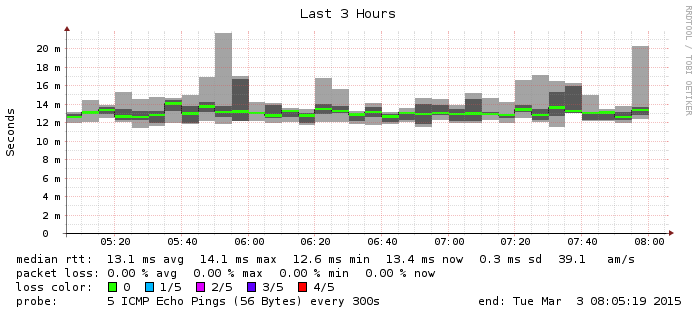 Last 3 Hours
RRDTOOL / TOBI OETIKER
Seconds
20 m
18 m
16 m
14 m
12 m
10 m
8 m
6 m
4 m
2 m
0
05:20 05:40 06:00 06:20 06:40 07:00 07:20 07:40 08:00
median rtt: 13.1 ms avg 14.1 ms max 12.6 ms min 13.4 ms now 0.3 ms sd 39.1 am/s
packet loss: 0.00 % avg 0.00 % max 0.00 % min 0.00 % now
loss color: 0 1/5 2/5 3/5 4/5
probe: 5 ICMP Echo Pings (56 Bytes) every 300s end: Tue Mar 3 08:05:19 2015